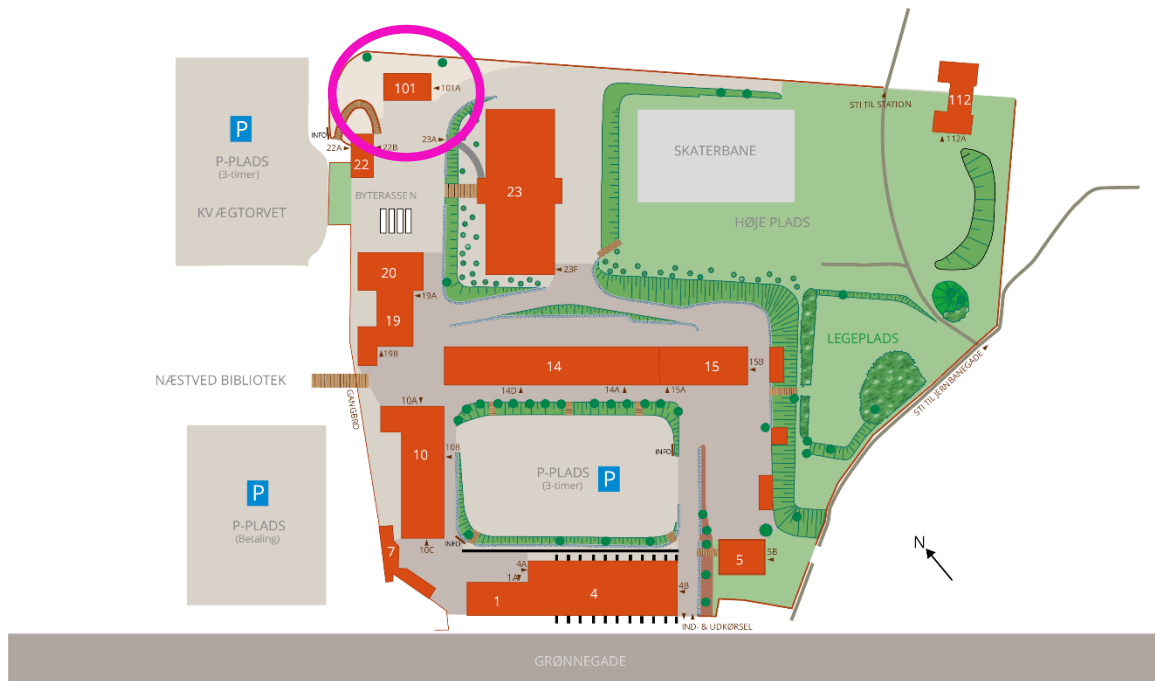 101
101A
112
STI TIL STATION
112A
P
INFO
22A
22B
22
23A
P-PLADS
(3-timer)
SKATERBANE
23
BYTERASSEN
KVÆGTORVET
HØJE PLADS
20
23F
19A
19
LEGEPLADS
19B
14
15
15B
NÆSTVED BIBLIOTEK
GANGBRO
14D
14A
15A
10A
STI TIL JERNBANEGADE
10
10B
INFO
P-PLADS
(3-timer)
P
P
P-PLADS
(Betaling)
N
INFO
10C
7
4A
1A
5
5B
4B
1
4
IND- & UDKØRSEL
GRØNNEGADE